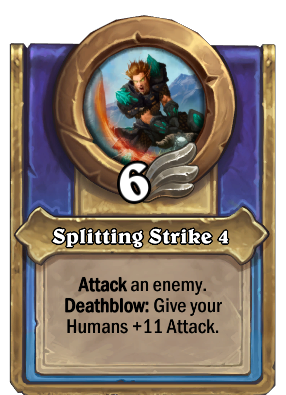 6
Splitting Strike 4
Attack an enemy.
Deathblow: Give your
Humans +11 Attack.